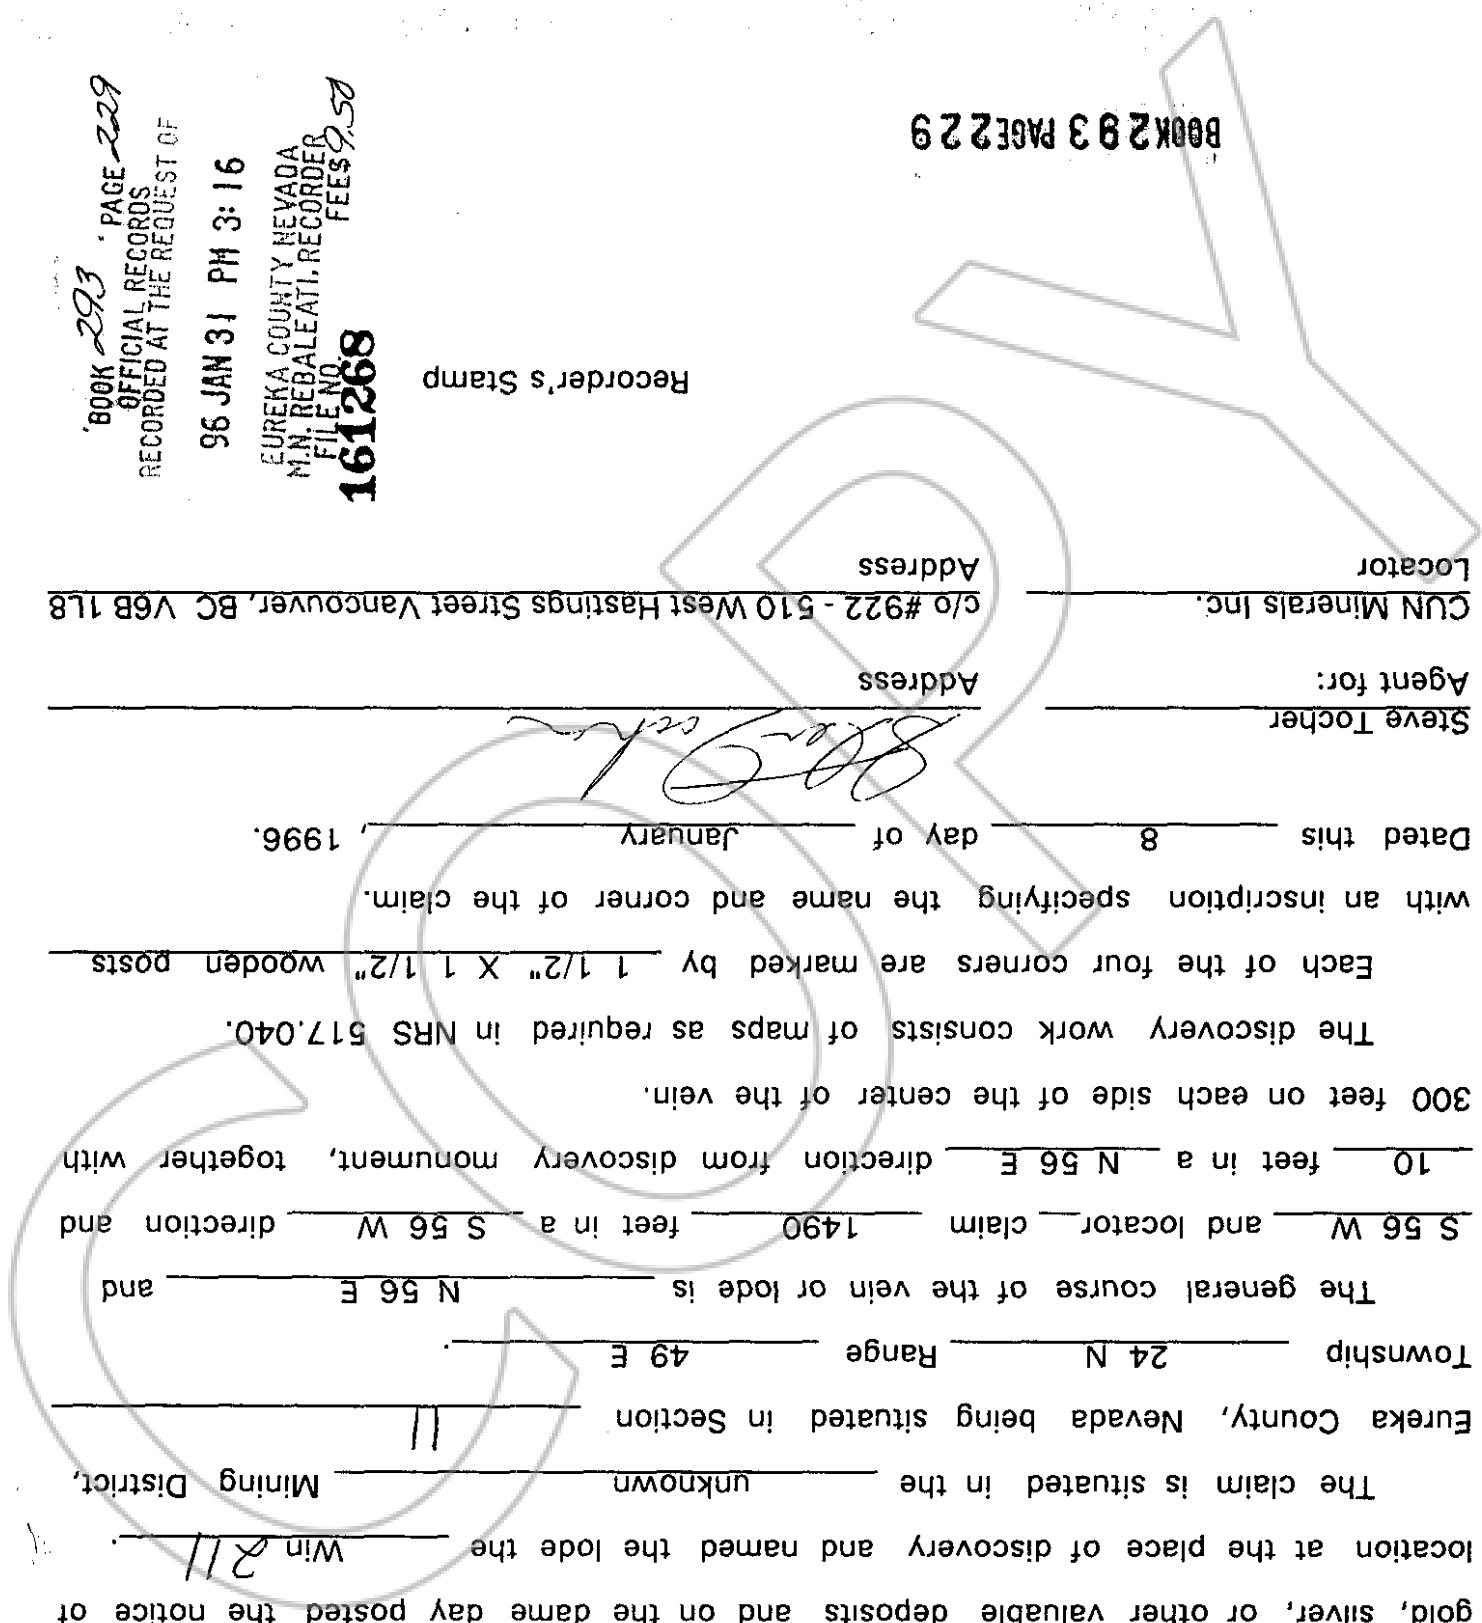 gold, silver, or other valuable deposits and on the dame day posted the notice of
location at the place of discovery and named the lode the Win 211.
The claim is situated in the unknown Mining District,
Eureka County, Nevada being situated in Section 11
Township 24 N Range 49 E.
The general course of the vein or lode is N 56 E and
S 56 W and locator claim 1490 feet in a S 56 W direction and
10 feet in a N 56 E direction from discovery monument, together with
300 feet on each side of the center of the vein.
The discovery work consists of maps as required in NRS 517.040.
Each of the four corners are marked by 1 1/2" X 1 1/2" wooden posts
with an inscription specifying the name and corner of the claim.
Dated this 8 day of January, 1996.
Steve Tocher
Agent for: Address
CUN Minerals Inc. c/o #922 - 510 West Hastings Street Vancouver, BC V6B 1L8
Locator Address
Recorder's Stamp
BOOK 293 PAGE 229
OFFICIAL RECORDS
RECORDED AT THE REQUEST OF
96 JAN 31 PM 3:16
EUREKA COUNTY NEVADA
M.N. REBALEATI, RECORDER
FILE NO. FEES 9.50
161268
BOOK 293 PAGE 229
COPY